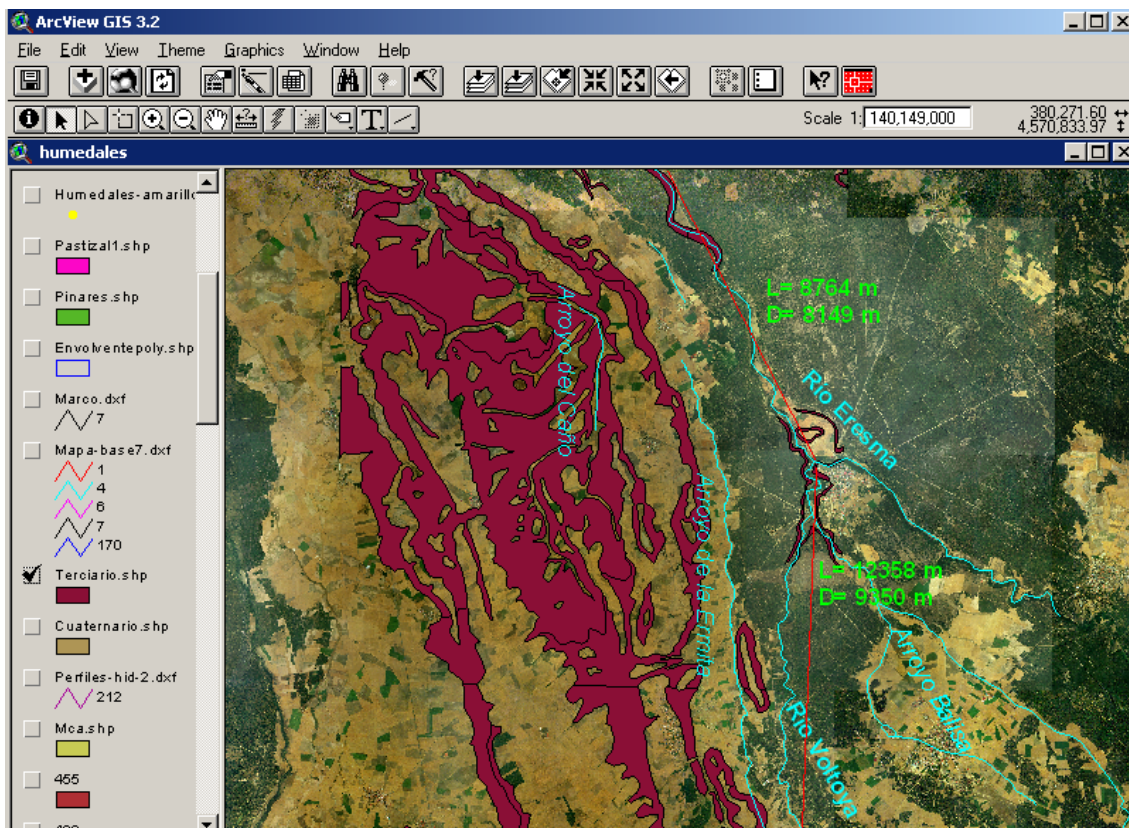 ArcView GIS 3.2
File Edit View Theme Graphics Window Help
Scale 1: 140,149,000
380,271.60
4,570,833.97
humedales
Humedales-amarillo
Pastizal1.shp
Pinares.shp
Envolventepoly.shp
Marco.dxf
7
Mapa-base7.dxf
1
4
6
7
170
Terciario.shp
Cuaternario.shp
Perfiles-hid-2.dxf
212
Mca.shp
455
L= 8764 m
D= 8149 m
Arroyo del Caño
Río Eresma
Arroyo de la Ermita
L= 12358 m
D= 9350 m
Arroyo Balisa
Río Voltoya